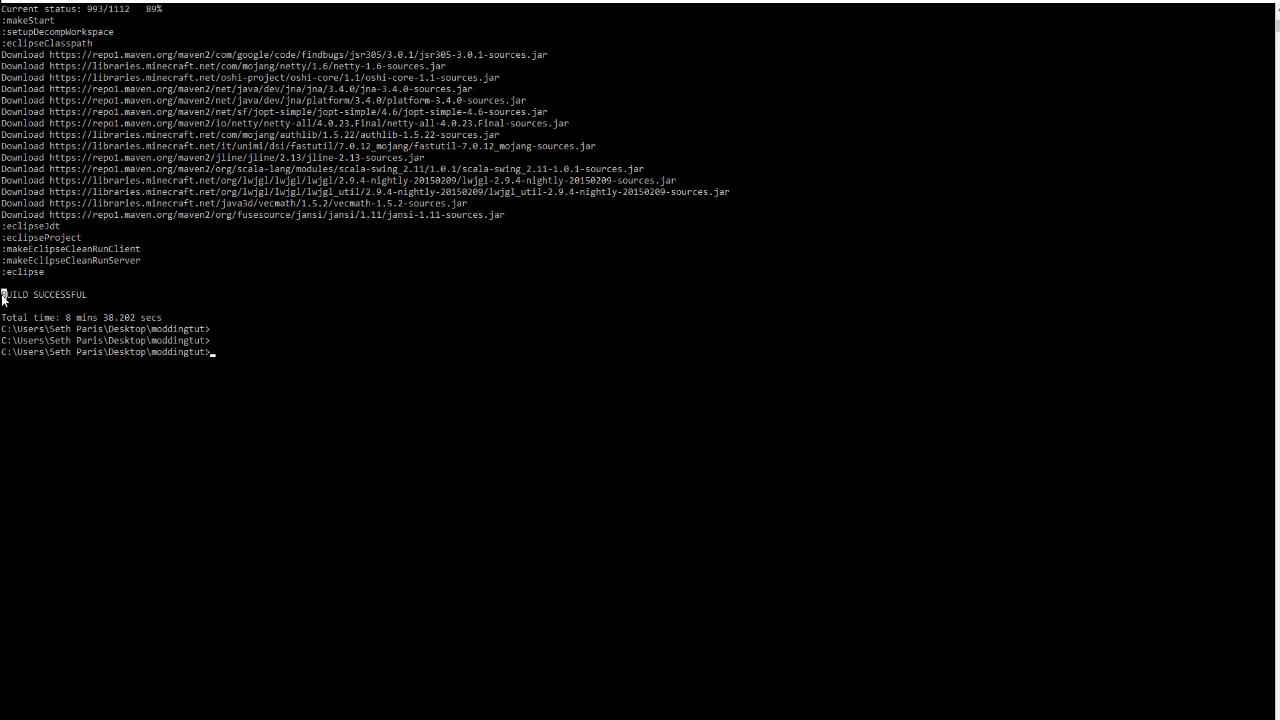 Current status: 993/1112   89%
:makeStart
:setupDecompWorkspace
:eclipseClasspath
Download https://repo1.maven.org/maven2/com/google/code/findbugs/jsr305/3.0.1/jsr305-3.0.1-sources.jar
Download https://libraries.minecraft.net/com/mojang/netty/1.6/netty-1.6-sources.jar
Download https://libraries.minecraft.net/oshi-project/oshi-core/1.1/oshi-core-1.1-sources.jar
Download https://repo1.maven.org/maven2/net/java/dev/jna/jna/3.4.0/jna-3.4.0-sources.jar
Download https://repo1.maven.org/maven2/net/java/dev/jna/platform/3.4.0/platform-3.4.0-sources.jar
Download https://repo1.maven.org/maven2/net/sf/jopt-simple/jopt-simple/4.6/jopt-simple-4.6-sources.jar
Download https://repo1.maven.org/maven2/io/netty/netty-all/4.0.23.Final/netty-all-4.0.23.Final-sources.jar
Download https://libraries.minecraft.net/com/mojang/authlib/1.5.22/authlib-1.5.22-sources.jar
Download https://libraries.minecraft.net/it/unimi/dsi/fastutil/7.0.12_mojang/fastutil-7.0.12_mojang-sources.jar
Download https://repo1.maven.org/maven2/jline/jline/2.13/jline-2.13-sources.jar
Download https://repo1.maven.org/maven2/org/scala-lang/modules/scala-swing_2.11/1.0.1/scala-swing_2.11-1.0.1-sources.jar
Download https://libraries.minecraft.net/org/lwjgl/lwjgl/lwjgl/2.9.4-nightly-20150209/lwjgl-2.9.4-nightly-20150209-sources.jar
Download https://libraries.minecraft.net/org/lwjgl/lwjgl/lwjgl_util/2.9.4-nightly-20150209/lwjgl_util-2.9.4-nightly-20150209-sources.jar
Download https://libraries.minecraft.net/java3d/vecmath/1.5.2/vecmath-1.5.2-sources.jar
Download https://repo1.maven.org/maven2/org/fusesource/jansi/jansi/1.11/jansi-1.11-sources.jar
:eclipseJdt
:eclipseProject
:makeEclipseCleanRunClient
:makeEclipseCleanRunServer
:eclipse
BUILD SUCCESSFUL
Total time: 8 mins 38.202 secs
C:\Users\Seth Paris\Desktop\moddingtut>
C:\Users\Seth Paris\Desktop\moddingtut>
C:\Users\Seth Paris\Desktop\moddingtut>